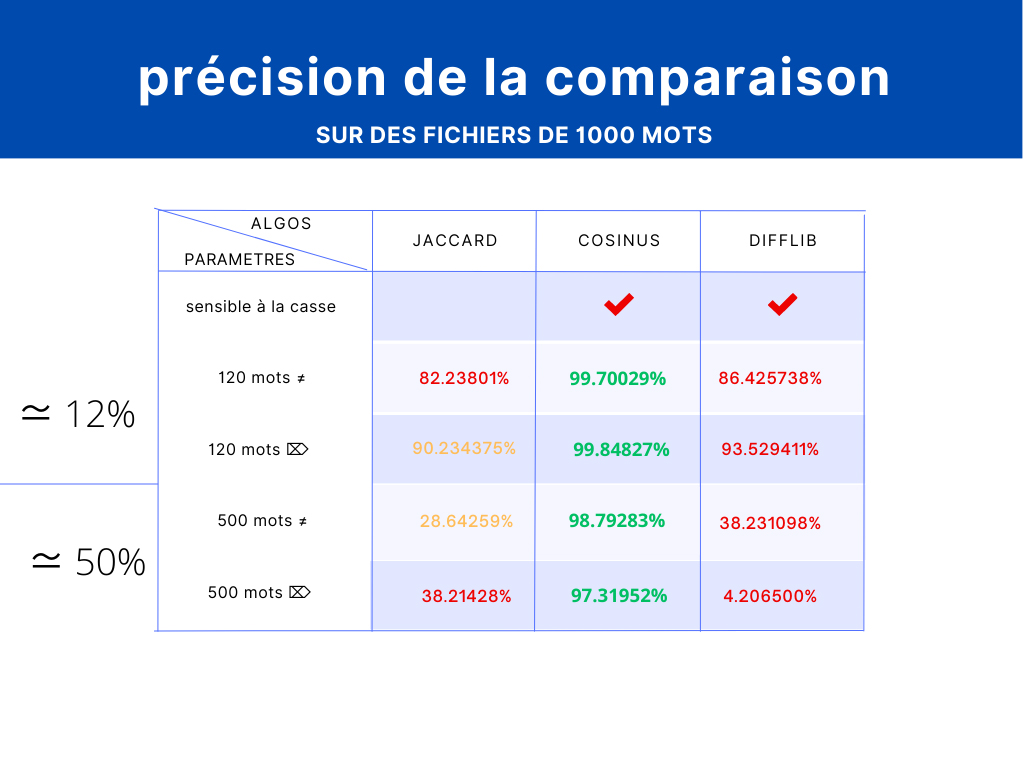 précision de la comparaison
SUR DES FICHIERS DE 1000 MOTS
ALGOS
PARAMETRES
JACCARD
COSINUS
DIFFLIB
sensible à la casse
✔ ✔
≃ 12%
120 mots ≠ 82.23801% 99.70029% 86.425738%
120 mots ⌦ 90.234375% 99.84827% 93.529411%
≃ 50%
500 mots ≠ 28.64259% 98.79283% 38.231098%
500 mots ⌦ 38.21428% 97.31952% 4.206500%